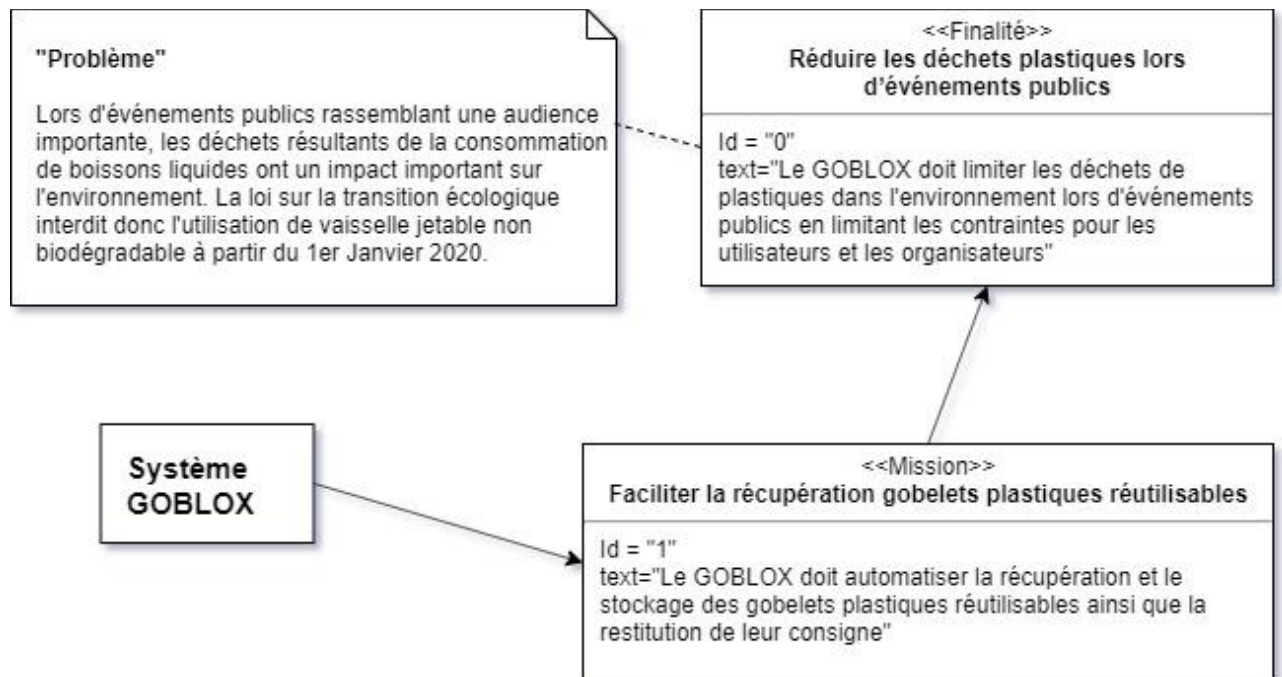 "Problème"
Lors d'événements publics rassemblant une audience
importante, les déchets résultants de la consommation
de boissons liquides ont un impact important sur
l'environnement. La loi sur la transition écologique
interdit donc l'utilisation de vaisselle jetable non
biodégradable à partir du 1er Janvier 2020.
<<Finalité>>
Réduire les déchets plastiques lors
d’événements publics
Id = "0"
text="Le GOBLOX doit limiter les déchets de
plastiques dans l'environnement lors d'événements
publics en limitant les contraintes pour les
utilisateurs et les organisateurs"
Système
GOBLOX
<<Mission>>
Faciliter la récupération gobelets plastiques réutilisables
Id = "1"
text="Le GOBLOX doit automatiser la récupération et le
stockage des gobelets plastiques réutilisables ainsi que la
restitution de leur consigne"